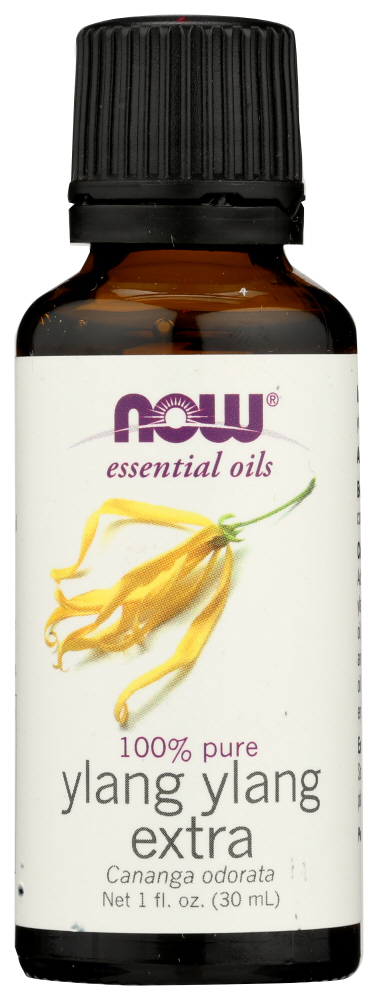 NOW®
essential oils
100% pure
ylang ylang
extra
Cananga odorata
Net 1 fl. oz. (30 mL)